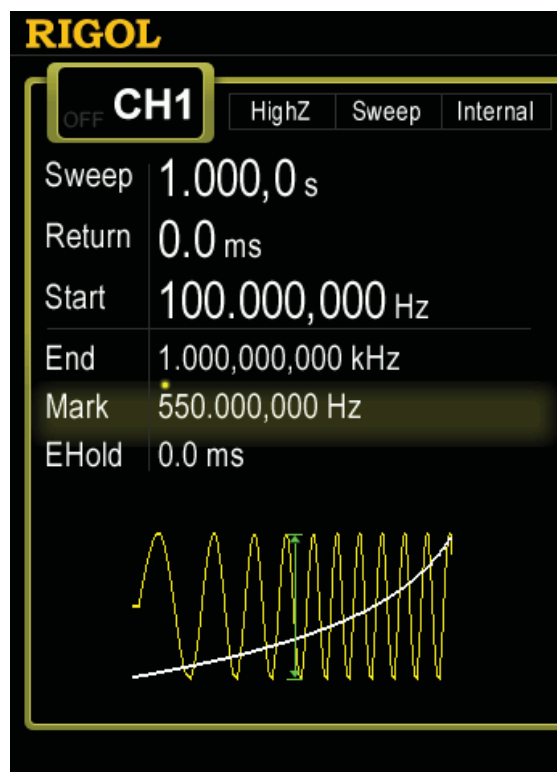 RIGOL
OFF CH1 HighZ Sweep Internal
Sweep 1.000,0 s
Return 0.0 ms
Start 100.000,000 Hz
End 1.000,000,000 kHz
Mark 550.000,000 Hz
EHold 0.0 ms